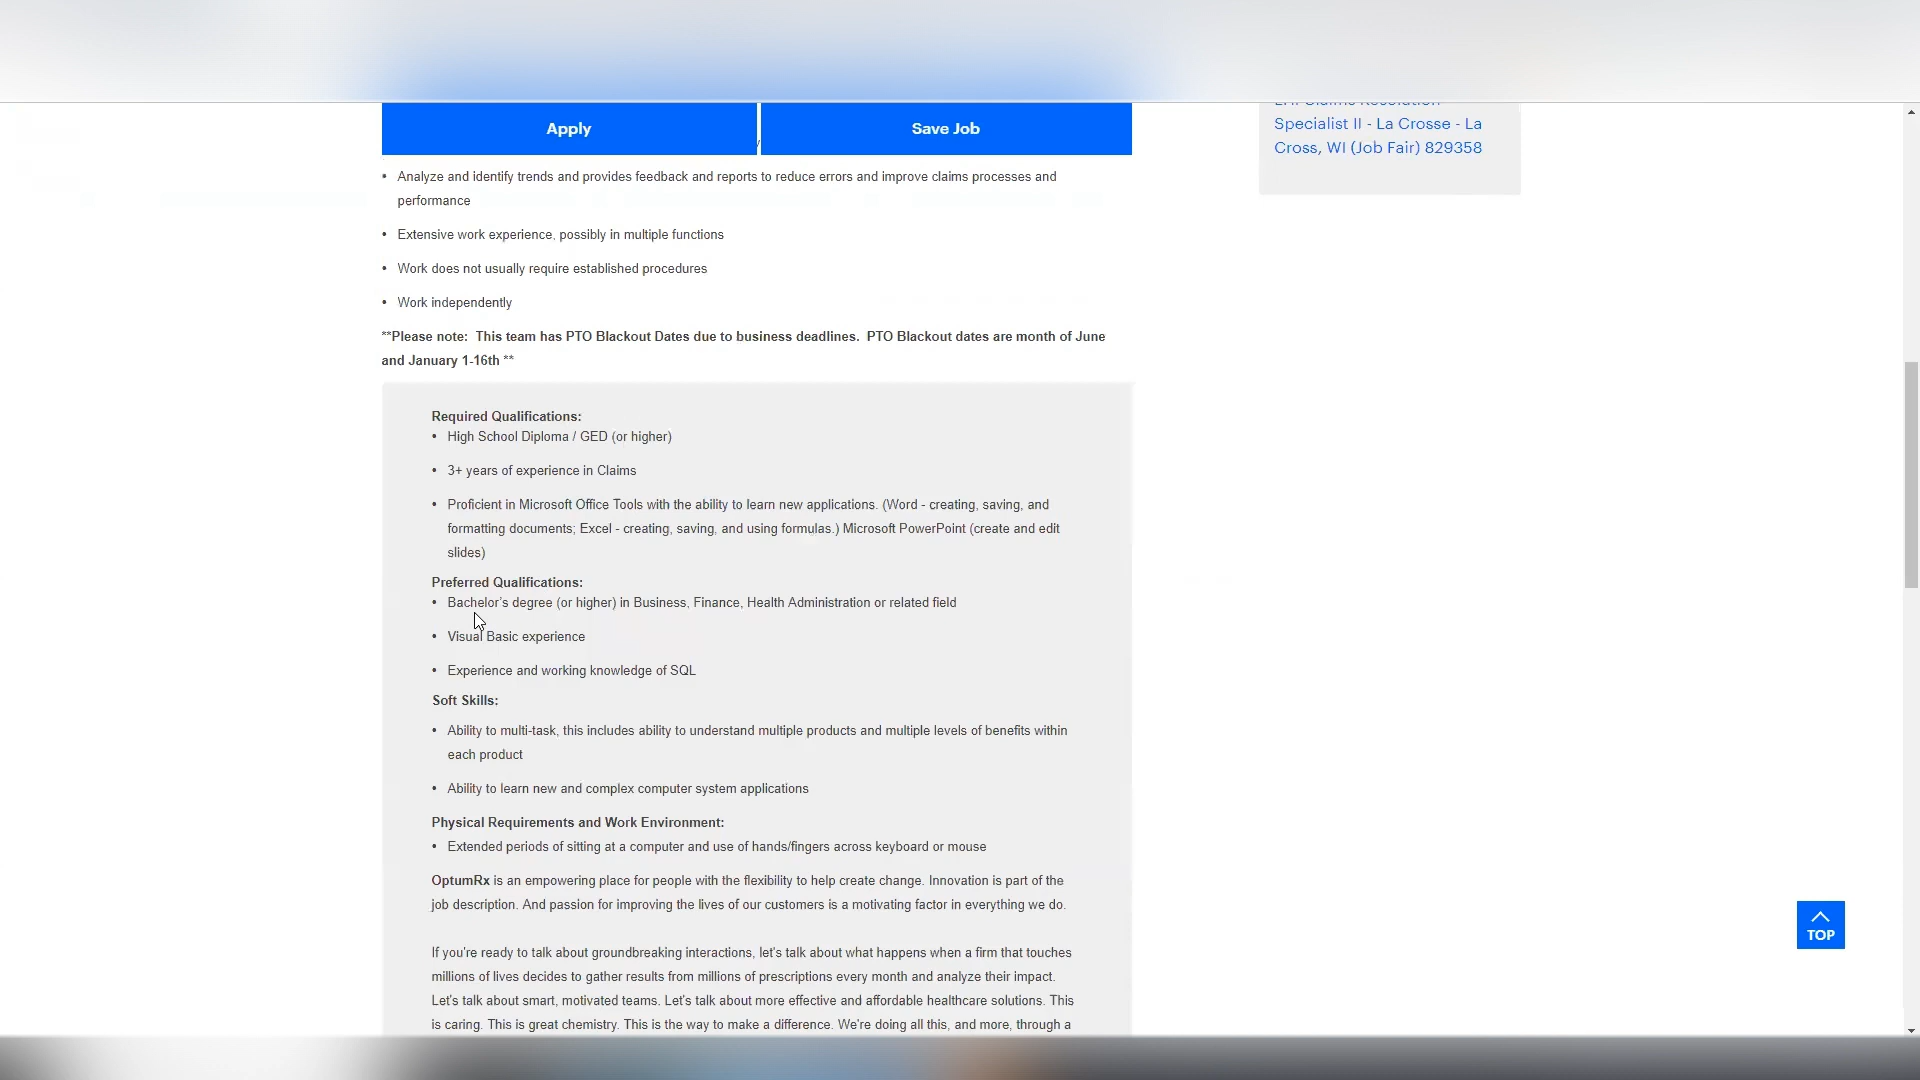 Apply
Save Job
Specialist II - La Crosse - La
Cross, WI (Job Fair) 829358
• Analyze and identify trends and provides feedback and reports to reduce errors and improve claims processes and
performance
• Extensive work experience, possibly in multiple functions
• Work does not usually require established procedures
• Work independently
**Please note:  This team has PTO Blackout Dates due to business deadlines.  PTO Blackout dates are month of June
and January 1-16th **
Required Qualifications:
• High School Diploma / GED (or higher)
• 3+ years of experience in Claims
• Proficient in Microsoft Office Tools with the ability to learn new applications. (Word - creating, saving, and
formatting documents; Excel - creating, saving, and using formulas.) Microsoft PowerPoint (create and edit
slides)
Preferred Qualifications:
• Bachelor's degree (or higher) in Business, Finance, Health Administration or related field
• Visual Basic experience
• Experience and working knowledge of SQL
Soft Skills:
• Ability to multi-task, this includes ability to understand multiple products and multiple levels of benefits within
each product
• Ability to learn new and complex computer system applications
Physical Requirements and Work Environment:
• Extended periods of sitting at a computer and use of hands/fingers across keyboard or mouse
OptumRx is an empowering place for people with the flexibility to help create change. Innovation is part of the
job description. And passion for improving the lives of our customers is a motivating factor in everything we do.
If you're ready to talk about groundbreaking interactions, let's talk about what happens when a firm that touches
millions of lives decides to gather results from millions of prescriptions every month and analyze their impact.
Let's talk about smart, motivated teams. Let's talk about more effective and affordable healthcare solutions. This
is caring. This is great chemistry. This is the way to make a difference. We're doing all this, and more, through a
TOP